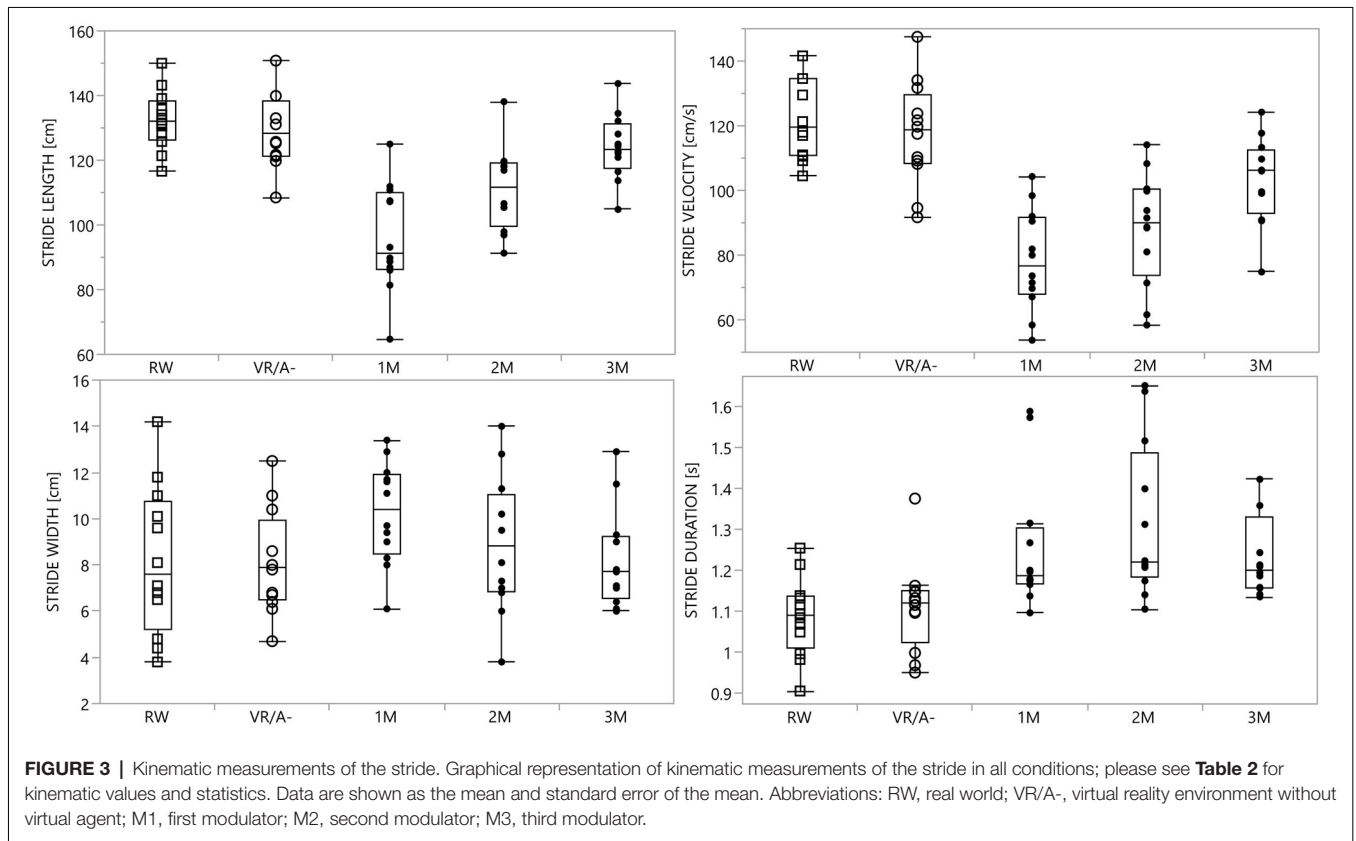 160
140
120
100
80
60
STRIDE LENGTH [cm]
RW VR/A- 1M 2M 3M
140
120
100
80
60
STRIDE VELOCITY [cm/s]
RW VR/A- 1M 2M 3M
16
14
12
10
8
6
4
2
STRIDE WIDTH [cm]
RW VR/A- 1M 2M 3M
1.6
1.5
1.4
1.3
1.2
1.1
1
0.9
STRIDE DURATION [s]
RW VR/A- 1M 2M 3M
FIGURE 3 | Kinematic measurements of the stride. Graphical representation of kinematic measurements of the stride in all conditions; please see Table 2 for
kinematic values and statistics. Data are shown as the mean and standard error of the mean. Abbreviations: RW, real world; VR/A-, virtual reality environment without
virtual agent; M1, first modulator; M2, second modulator; M3, third modulator.